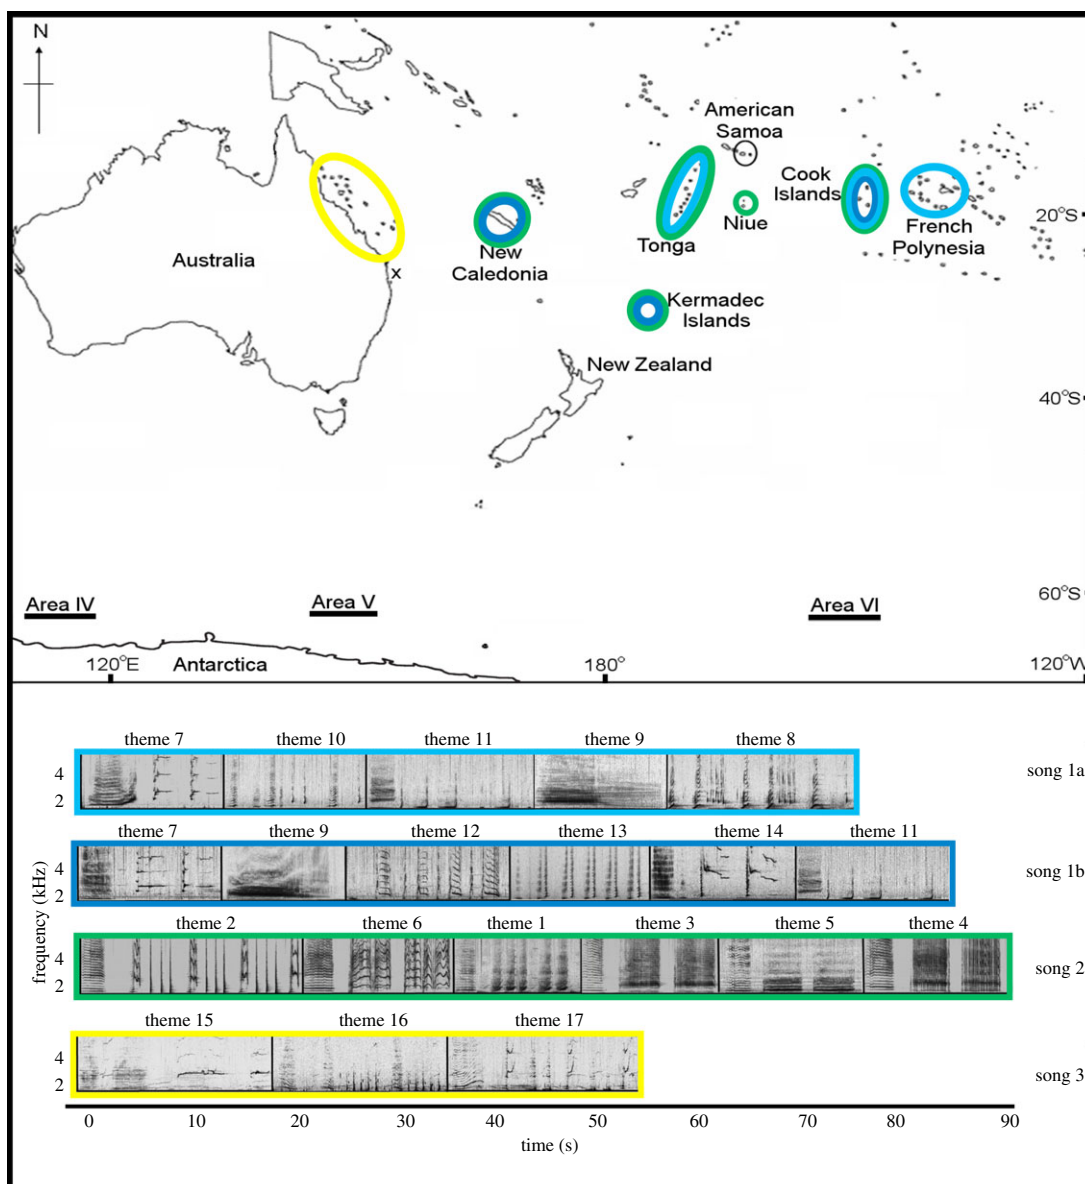 N
American
Samoa
Cook
Islands
Niue
20°S
French
Polynesia
Tonga
New
Caledonia
Australia
x
Kermadec
Islands
New Zealand
40°S
60°S
Area IV
Area V
Area VI
120°E
Antarctica
180°
120°W
theme 7 theme 10 theme 11 theme 9 theme 8
4
2
song 1a
theme 7 theme 9 theme 12 theme 13 theme 14 theme 11
4
2
song 1b
frequency (kHz)
theme 2 theme 6 theme 1 theme 3 theme 5 theme 4
4
2
song 2
theme 15 theme 16 theme 17
4
2
song 3
0 10 20 30 40 50 60 70 80 90
time (s)